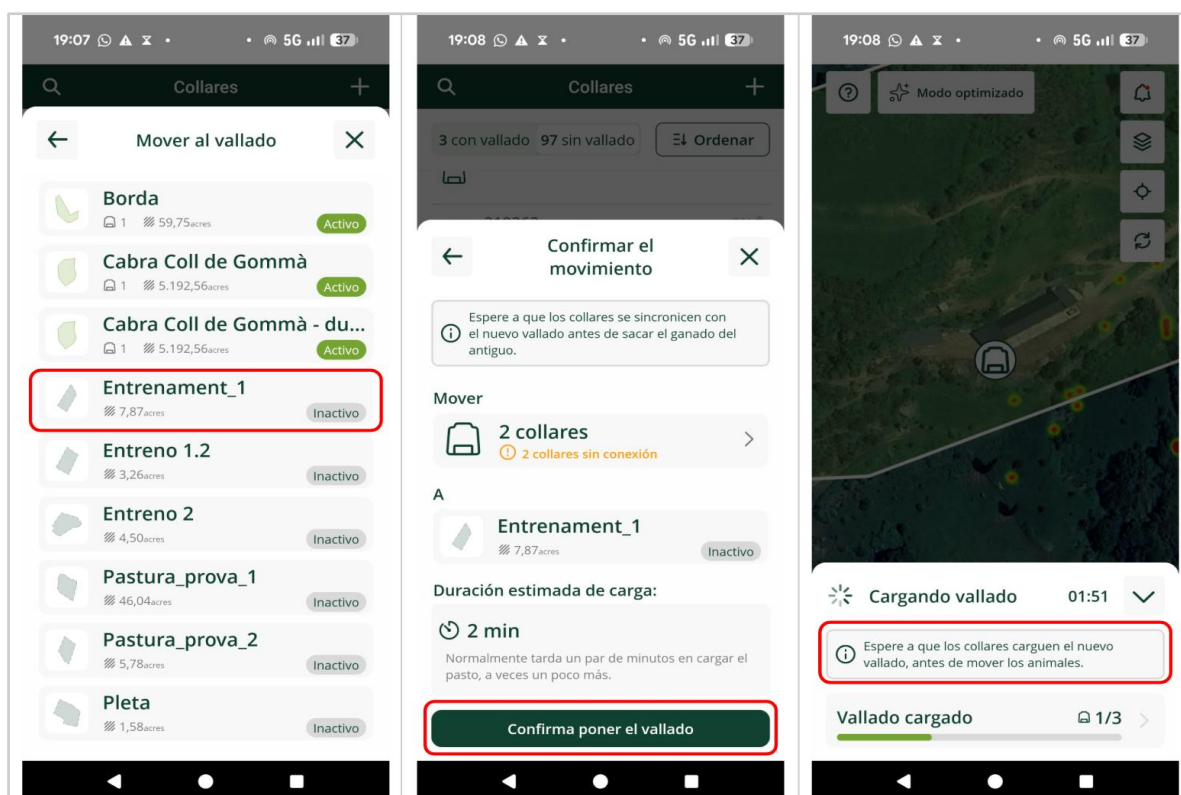 19:07
5G
37
Collares
Mover al vallado
Borda
1 59,75acres
Activo
Cabra Coll de Gommà
1 5.192,56acres
Activo
Cabra Coll de Gommà - du...
1 5.192,56acres
Activo
Entrenament_1
7,87acres
Inactivo
Entreno 1.2
3,26acres
Inactivo
Entreno 2
4,50acres
Inactivo
Pastura_prova_1
46,04acres
Inactivo
Pastura_prova_2
5,78acres
Inactivo
Pleta
1,58acres
Inactivo
19:08
5G
37
Collares
3 con vallado 97 sin vallado
Ordenar
Confirmar el
movimiento
Espere a que los collares se sincronicen con
el nuevo vallado antes de sacar el ganado del
antiguo.
Mover
2 collares
2 collares sin conexión
A
Entrenament_1
7,87acres
Inactivo
Duración estimada de carga:
2 min
Normalmente tarda un par de minutos en cargar el
pasto, a veces un poco más.
Confirma poner el vallado
19:08
5G
37
Modo optimizado
Cargando vallado 01:51
Espere a que los collares carguen el nuevo
vallado, antes de mover los animales.
Vallado cargado 1/3